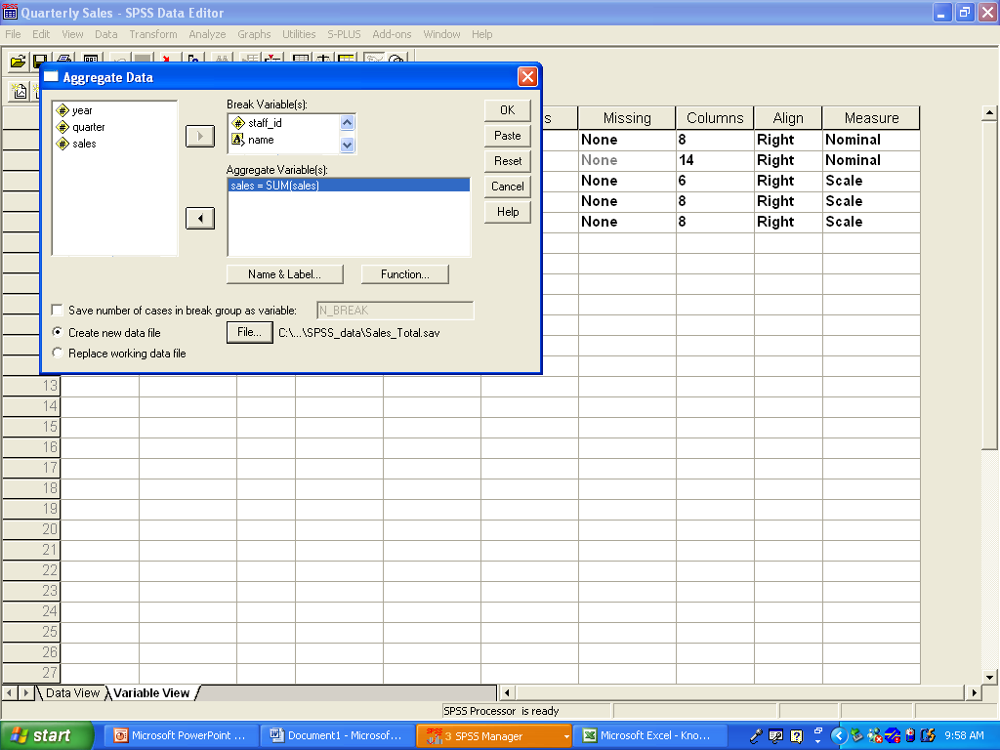 Quarterly Sales - SPSS Data Editor
File Edit View Data Transform Analyze Graphs Utilities S-PLUS Add-ons Window Help
Aggregate Data
year
quarter
sales
Break Variable(s):
staff_id
name
Aggregate Variable(s):
sales = SUM(sales)
Name & Label...
Function...
OK
Paste
Reset
Cancel
Help
Save number of cases in break group as variable:
N_BREAK
Create new data file
File...
C:\...\SPSS_data\Sales_Total.sav
Replace working data file
s Missing Columns Align Measure
None 8 Right Nominal
None 14 Right Nominal
None 6 Right Scale
None 8 Right Scale
None 8 Right Scale
13
14
15
16
17
18
19
20
21
22
23
24
25
26
27
Data View Variable View
SPSS Processor is ready
start
Microsoft PowerPoint ...
Document1 - Microsof...
SPSS
3 SPSS Manager
Microsoft Excel - Kno...
9:58 AM